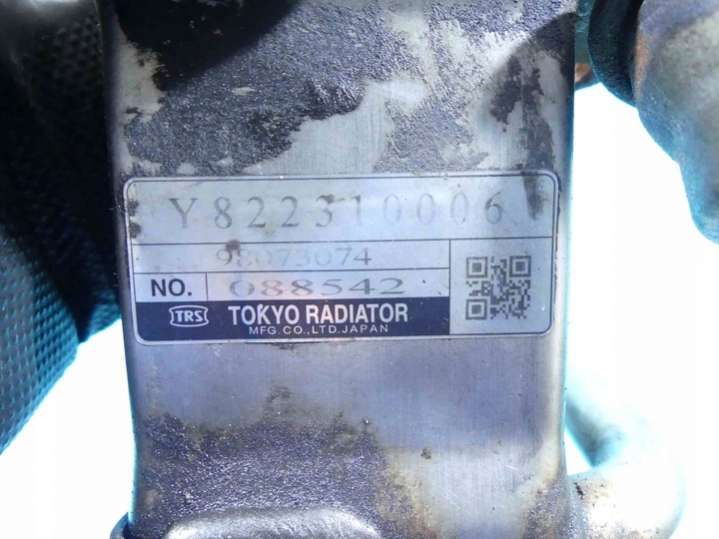 Y822310006
98073074
NO. 088542
TRS TOKYO RADIATOR
MFG.CO.,LTD.JAPAN